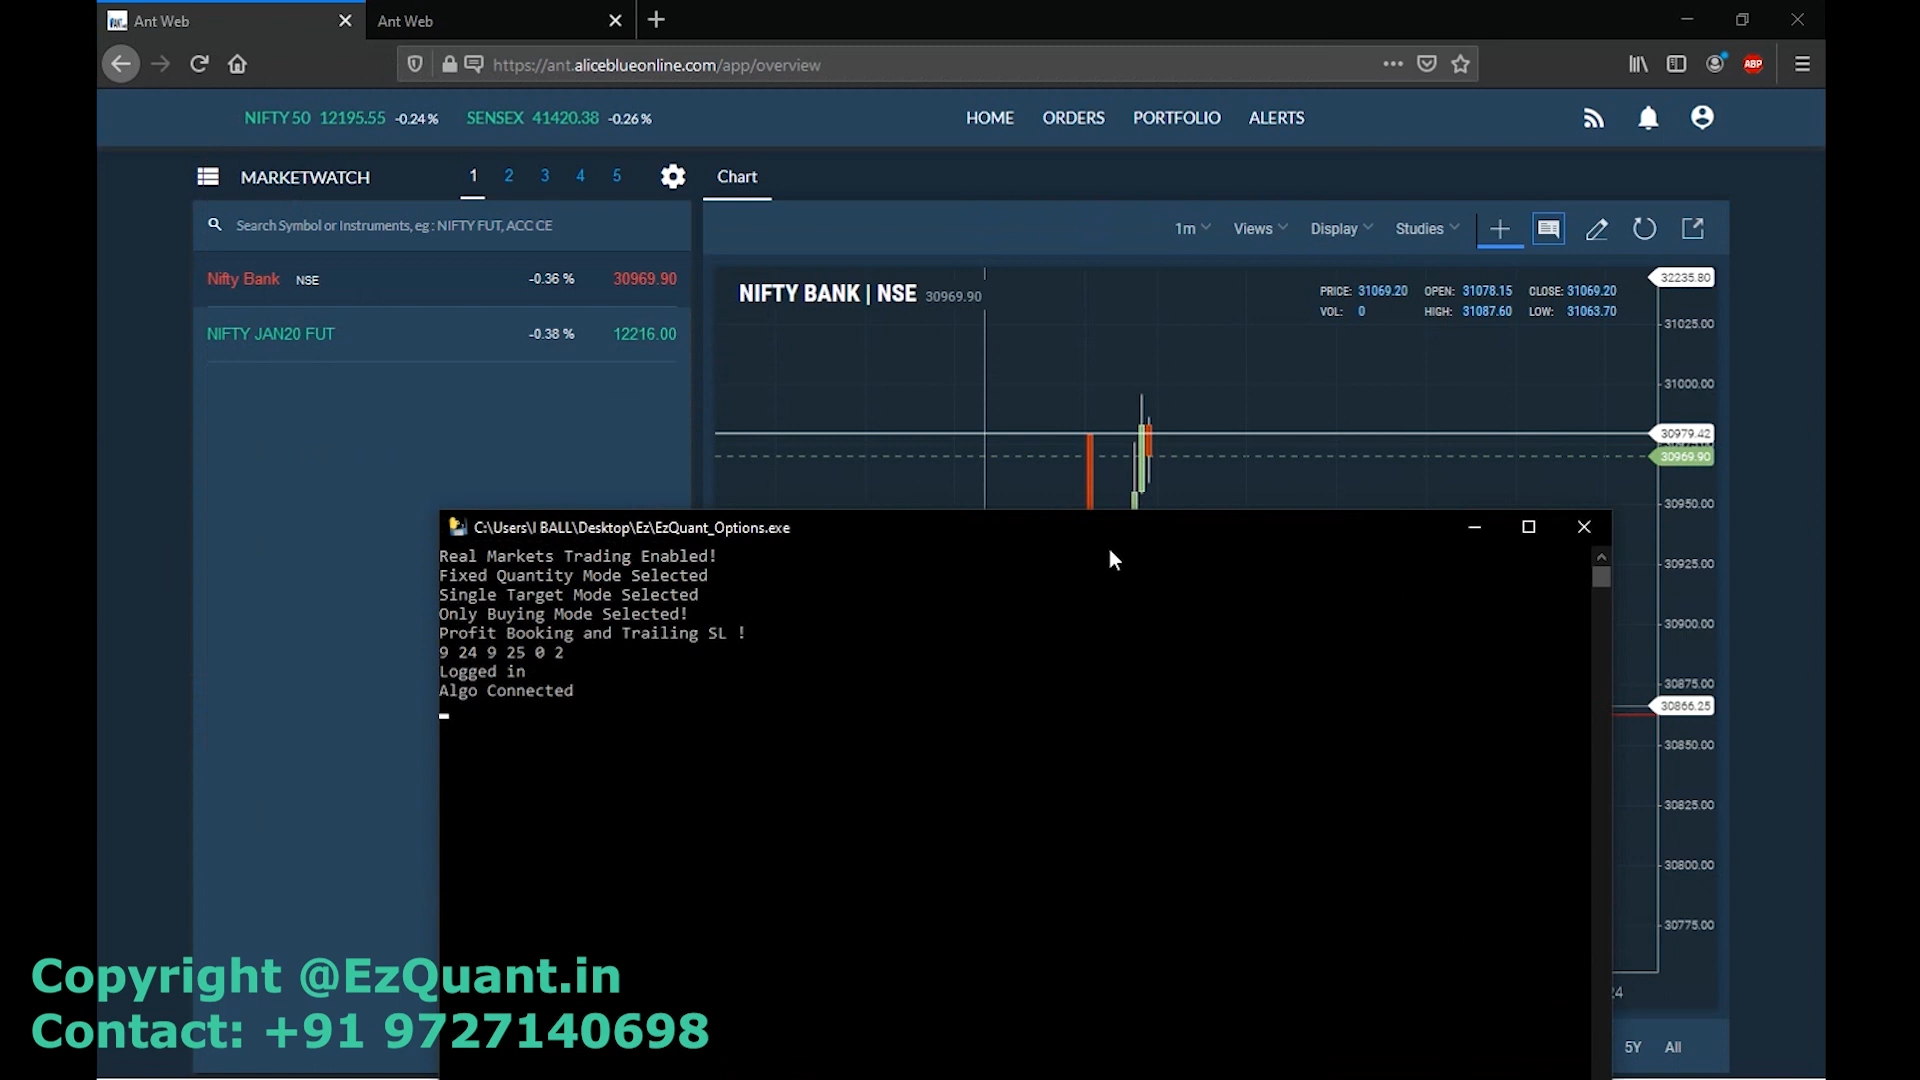 Ant Web
Ant Web
https://ant.aliceblueonline.com/app/overview
ABP
NIFTY 50 12195.55 -0.24 % SENSEX 41420.38 -0.26 %
HOME ORDERS PORTFOLIO ALERTS
MARKETWATCH 1 2 3 4 5
Chart
Search Symbol or Instruments, eg : NIFTY FUT, ACC CE
1m Views Display Studies
Nifty Bank NSE -0.36 % 30969.90
NIFTY JAN20 FUT -0.38 % 12216.00
NIFTY BANK | NSE 30969.90
PRICE: 31069.20 OPEN: 31078.15 CLOSE: 31069.20
VOL: 0 HIGH: 31087.60 LOW: 31063.70
32235.80
31025.00
31000.00
30979.42
30969.90
30950.00
30925.00
30900.00
30875.00
30866.25
30850.00
30825.00
30800.00
30775.00
C:\Users\I BALL\Desktop\Ez\EzQuant_Options.exe
Real Markets Trading Enabled!
Fixed Quantity Mode Selected
Single Target Mode Selected
Only Buying Mode Selected!
Profit Booking and Trailing SL !
9 24 9 25 0 2
Logged in
Algo Connected
5Y All
Copyright @EzQuant.in
Contact: +91 9727140698